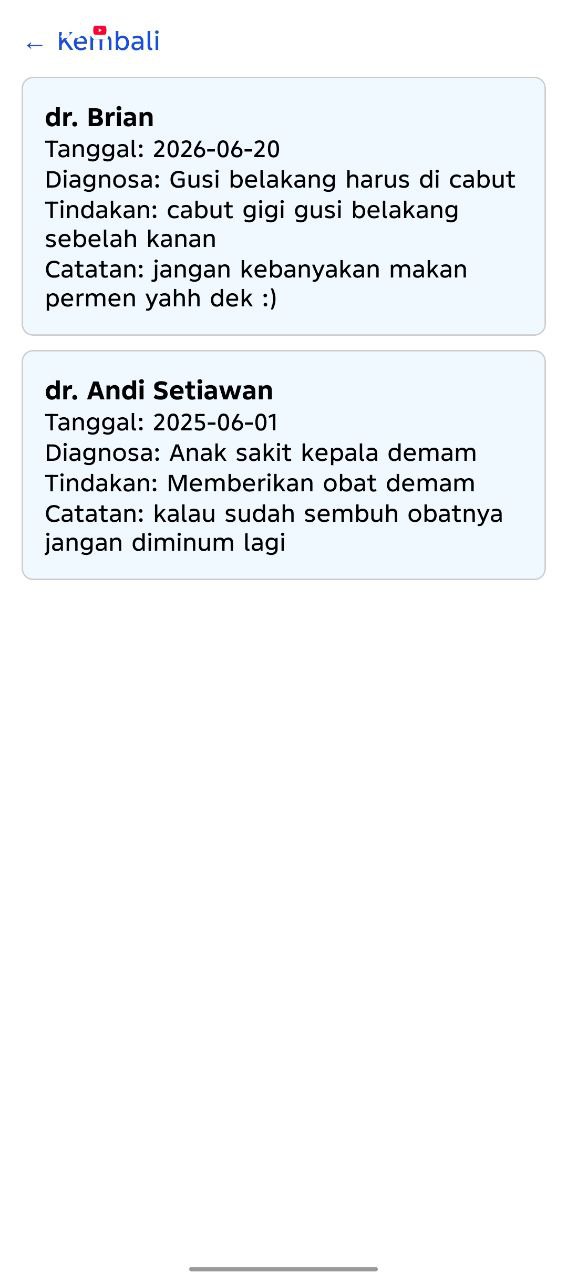 ← Kembali
dr. Brian
Tanggal: 2026-06-20
Diagnosa: Gusi belakang harus di cabut
Tindakan: cabut gigi gusi belakang
sebelah kanan
Catatan: jangan kebanyakan makan
permen yahh dek :)
dr. Andi Setiawan
Tanggal: 2025-06-01
Diagnosa: Anak sakit kepala demam
Tindakan: Memberikan obat demam
Catatan: kalau sudah sembuh obatnya
jangan diminum lagi